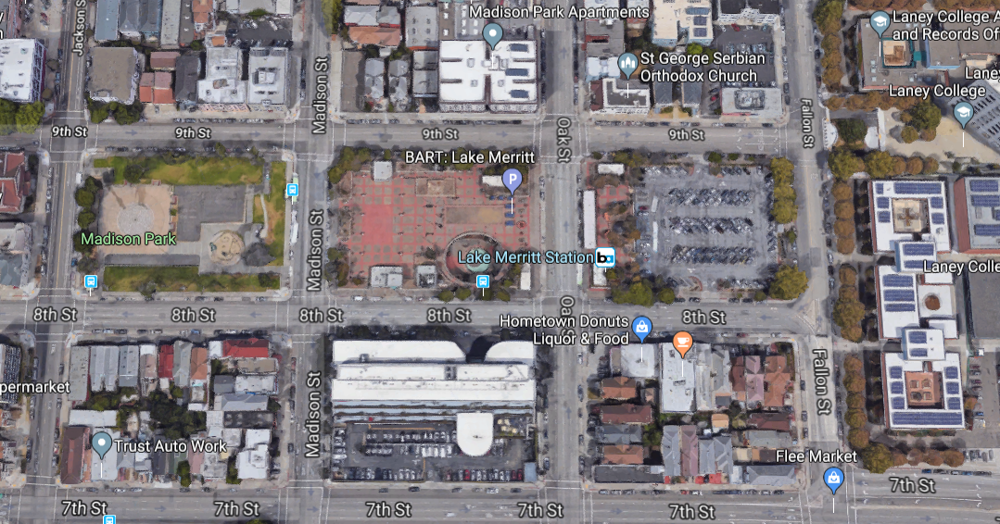 Madison Park Apartments
Laney College A
and Records Of
Jackson S
Madison St
St George Serbian
Orthodox Church
Laney
Laney College
9th St
9th St
9th St
9th St
Oak St
Fallon St
BART: Lake Merritt
P
Madison Park
Madison St
Lake Merritt Station
Laney Colle
8th St
8th St
8th St
8th St
8th St
Hometown Donuts
Liquor & Food
permarket
Madison St
Fallon St
Trust Auto Work
Flee Market
7th St
7th St
7th St
7th St
7th St
7th St